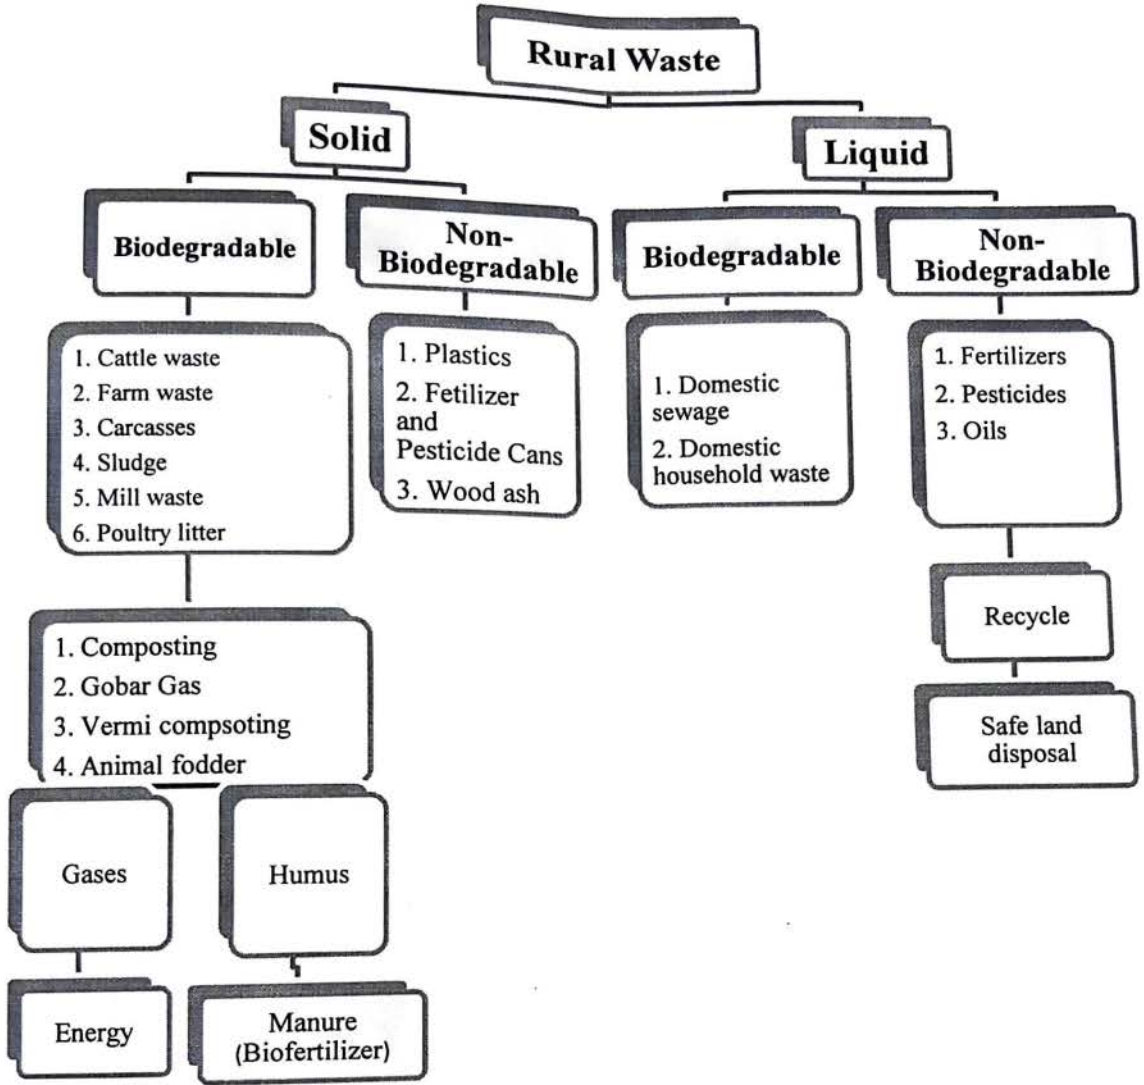 Rural Waste
Solid
Liquid
Biodegradable
Non-
Biodegradable
Biodegradable
Non-
Biodegradable
1. Cattle waste
2. Farm waste
3. Carcasses
4. Sludge
5. Mill waste
6. Poultry litter
1. Plastics
2. Fetilizer
and
Pesticide Cans
3. Wood ash
1. Domestic
sewage
2. Domestic
household waste
1. Fertilizers
2. Pesticides
3. Oils
1. Composting
2. Gobar Gas
3. Vermi compsoting
4. Animal fodder
Recycle
Safe land
disposal
Gases
Humus
Energy
Manure
(Biofertilizer)